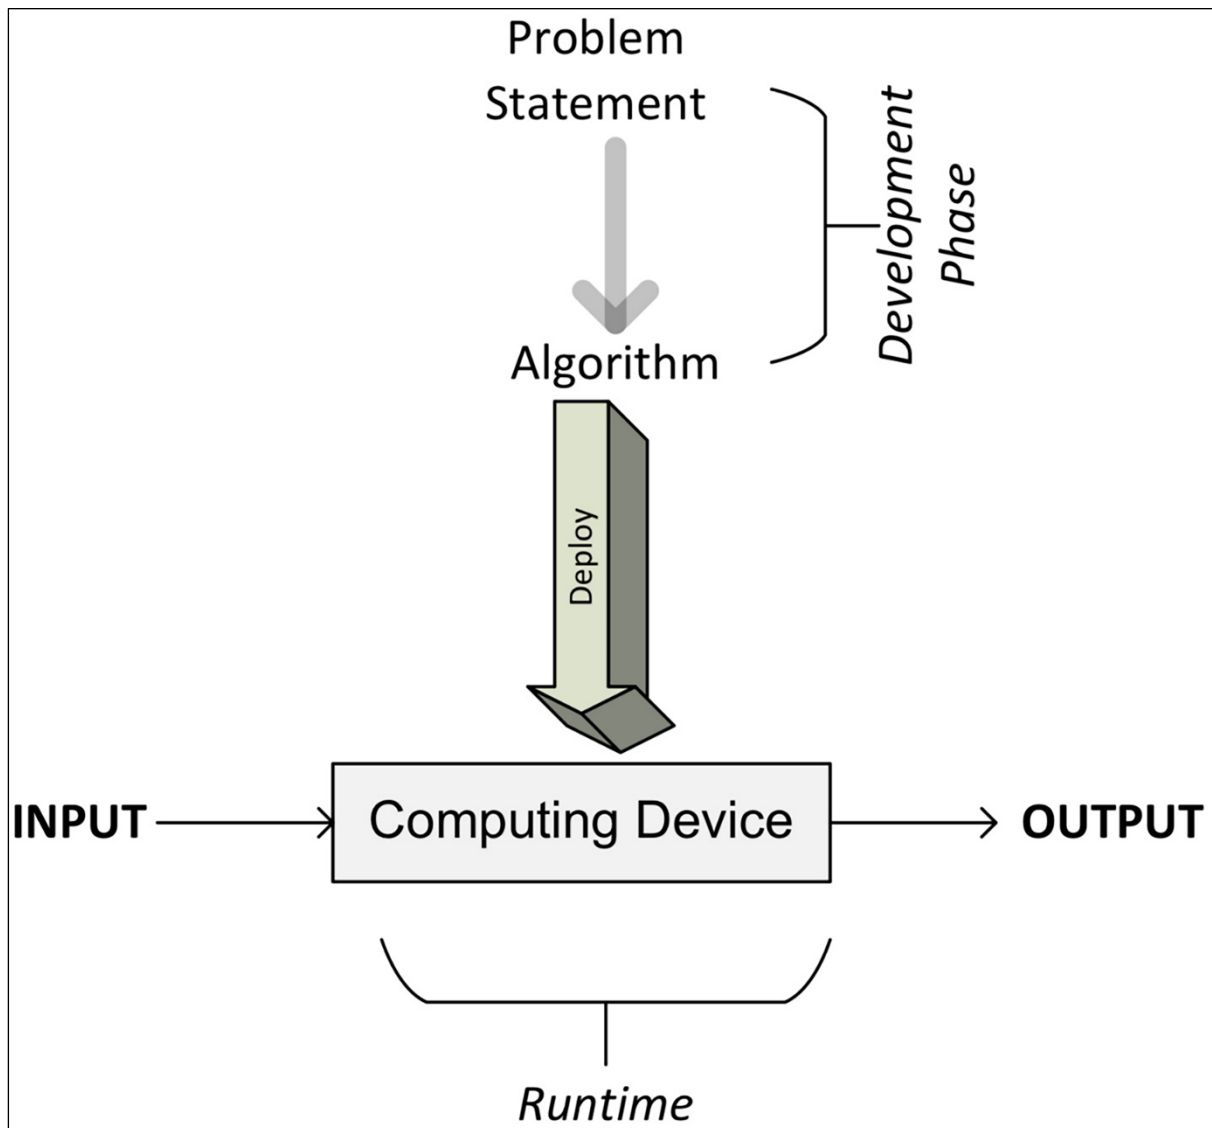 Problem
Statement
Development
Phase
Algorithm
Deploy
INPUT
Computing Device
OUTPUT
Runtime